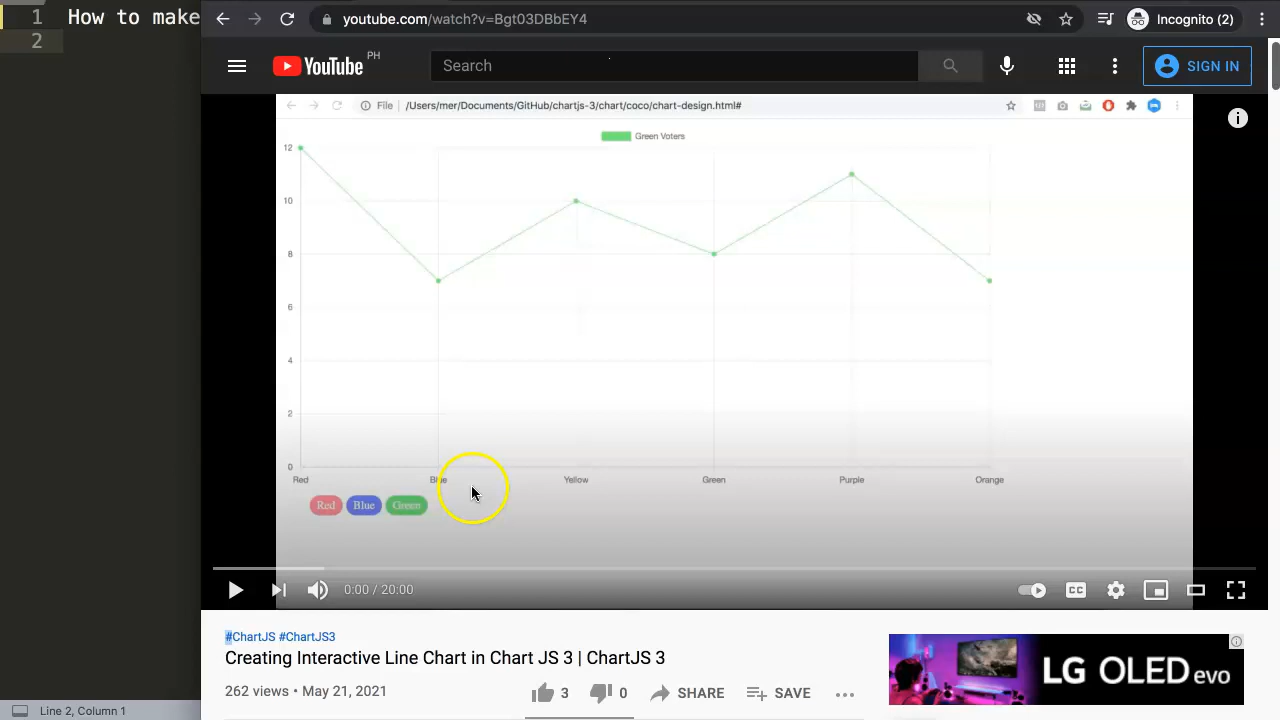 1 How to make
2
youtube.com/watch?v=Bgt03DBbEY4
Incognito (2)
YouTube PH
Search
SIGN IN
File | /Users/mer/Documents/GitHub/chartjs-3/chart/coco/chart-design.html#
Green Voters
12
10
8
6
4
2
0
Red Blue Yellow Green Purple Orange
Red Blue Green
0:00 / 20:00
CC
#ChartJS #ChartJS3
Creating Interactive Line Chart in Chart JS 3 | ChartJS 3
262 views • May 21, 2021
3 0 SHARE SAVE
LG OLED evo
Line 2, Column 1